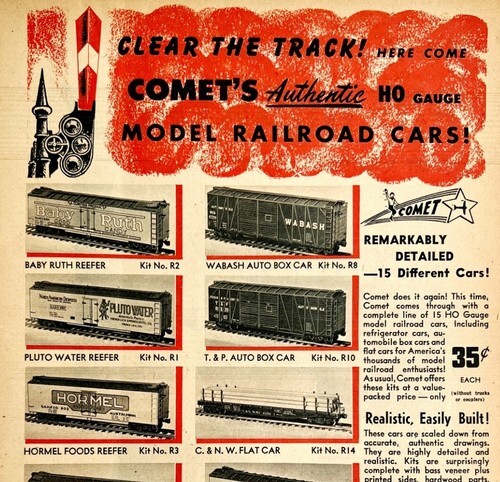 CLEAR THE TRACK! HERE COME
COMET'S Authentic HO GAUGE
MODEL RAILROAD CARS!
Baby Ruth
BABY RUTH REEFER Kit No. R2
WABASH
WABASH AUTO BOX CAR Kit No. R8
PLUTO WATER
PLUTO WATER REEFER Kit No. R1
T. & P. AUTO BOX CAR Kit No. R10
HORMEL
HORMEL FOODS REEFER Kit No. R3
C. & N. W. FLAT CAR Kit No. R14
COMET H
REMARKABLY
DETAILED
—15 Different Cars!
Comet does it again! This time,
Comet comes through with a
complete line of 15 HO Gauge
model railroad cars, including
refrigerator cars, au-
tomobile box cars and
flat cars for America's
thousands of model
railroad enthusiasts!
As usual, Comet offers
these kits at a value-
packed price — only
35¢
EACH
(without trucks
or couplers)
Realistic, Easily Built!
These cars are scaled down from
accurate, authentic drawings.
They are highly detailed and
realistic. Kits are surprisingly
complete with bass veneer plus
printed sides, hardwood parts,